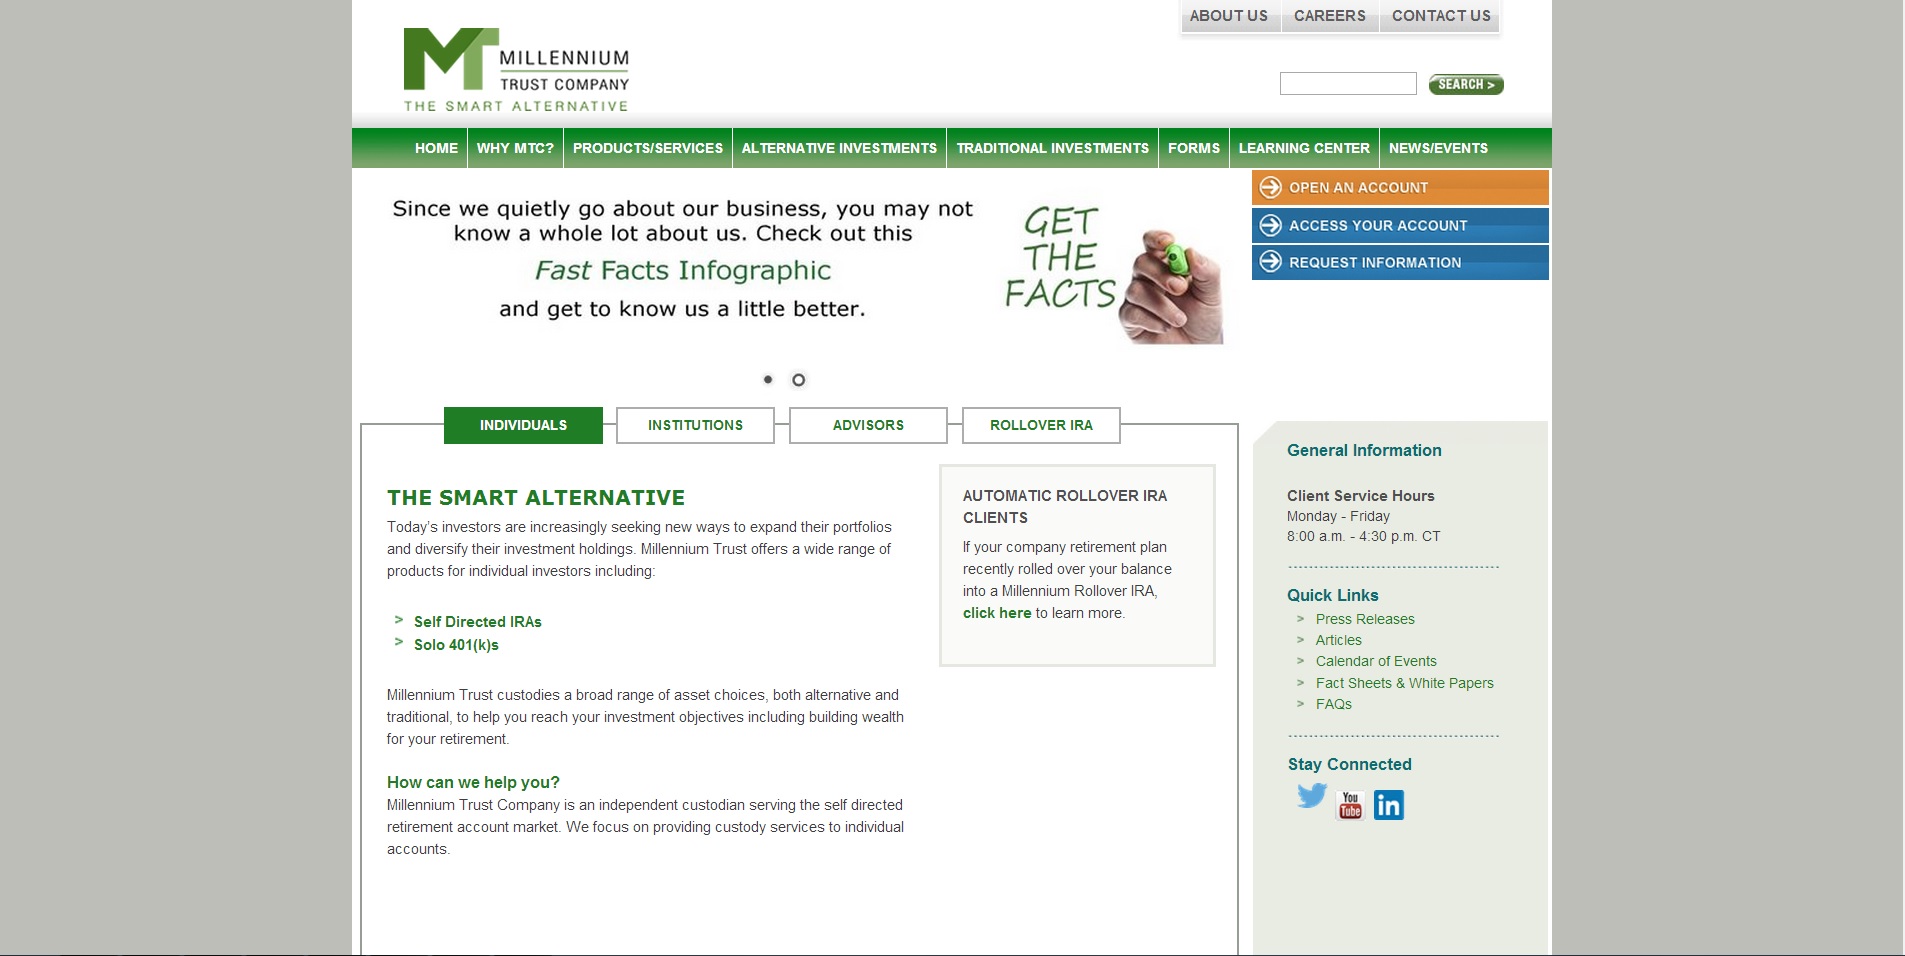 ABOUT US
CAREERS
CONTACT US
MT MILLENNIUM
TRUST COMPANY
THE SMART ALTERNATIVE
SEARCH >
HOME
WHY MTC?
PRODUCTS/SERVICES
ALTERNATIVE INVESTMENTS
TRADITIONAL INVESTMENTS
FORMS
LEARNING CENTER
NEWS/EVENTS
Since we quietly go about our business, you may not
know a whole lot about us. Check out this
Fast Facts Infographic
and get to know us a little better.
GET
THE
FACTS
OPEN AN ACCOUNT
ACCESS YOUR ACCOUNT
REQUEST INFORMATION
INDIVIDUALS
INSTITUTIONS
ADVISORS
ROLLOVER IRA
THE SMART ALTERNATIVE
Today's investors are increasingly seeking new ways to expand their portfolios
and diversify their investment holdings. Millennium Trust offers a wide range of
products for individual investors including:
> Self Directed IRAs
> Solo 401(k)s
Millennium Trust custodies a broad range of asset choices, both alternative and
traditional, to help you reach your investment objectives including building wealth
for your retirement.
How can we help you?
Millennium Trust Company is an independent custodian serving the self directed
retirement account market. We focus on providing custody services to individual
accounts.
AUTOMATIC ROLLOVER IRA
CLIENTS
If your company retirement plan
recently rolled over your balance
into a Millennium Rollover IRA,
click here to learn more.
General Information
Client Service Hours
Monday - Friday
8:00 a.m. - 4:30 p.m. CT
Quick Links
> Press Releases
> Articles
> Calendar of Events
> Fact Sheets & White Papers
> FAQs
Stay Connected
You
Tube
in